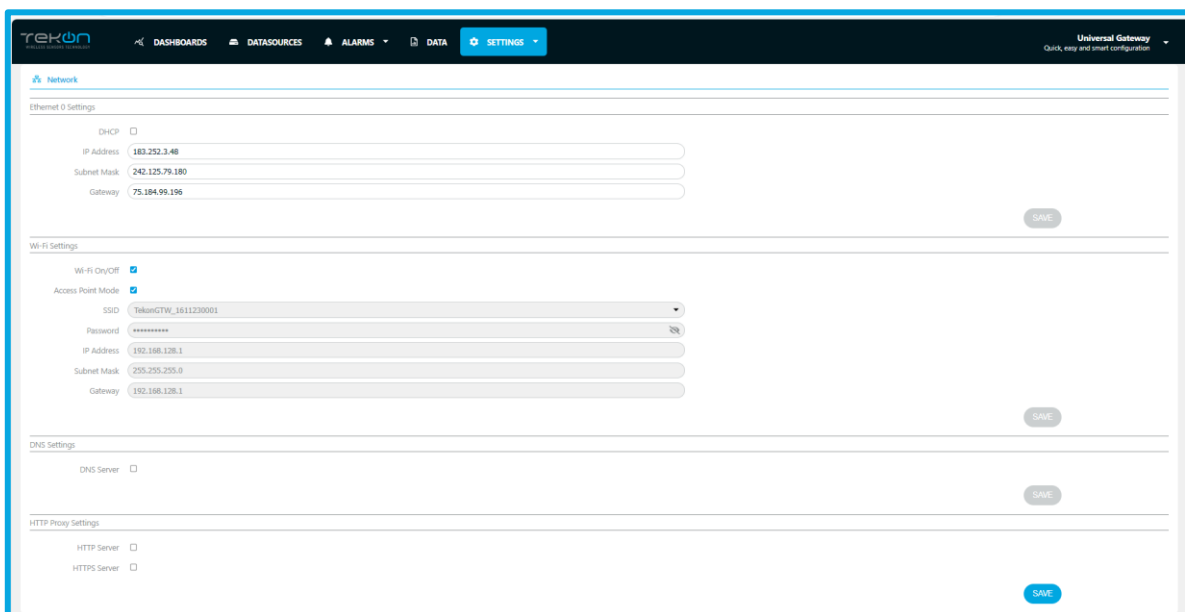 TEKON
WIRELESS SENSORS TECHNOLOGY
DASHBOARDS DATASOURCES ALARMS DATA SETTINGS
Universal Gateway
Quick, easy and smart configuration
Network
Ethernet 0 Settings
DHCP
IP Address 183.252.3.48
Subnet Mask 242.125.79.180
Gateway 75.184.99.196
SAVE
Wi-Fi Settings
Wi-Fi On/Off
Access Point Mode
SSID TekonGTW_1611230001
Password **********
IP Address 192.168.128.1
Subnet Mask 255.255.255.0
Gateway 192.168.128.1
SAVE
DNS Settings
DNS Server
SAVE
HTTP Proxy Settings
HTTP Server
HTTPS Server
SAVE